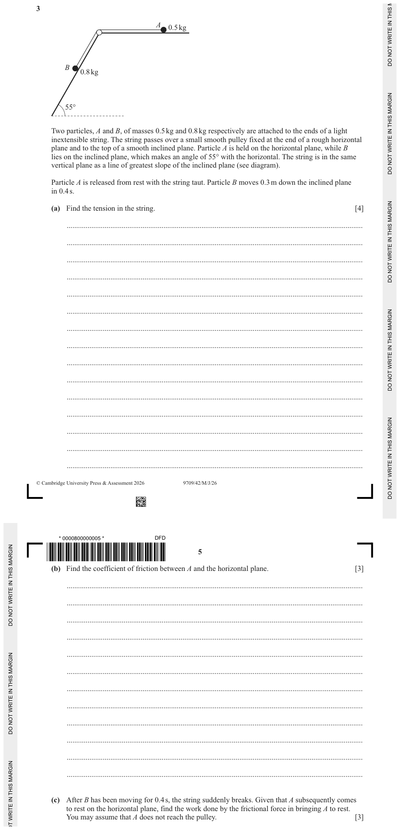 3
A
0.5 kg
B
0.8 kg
55°
Two particles, A and B, of masses 0.5 kg and 0.8 kg respectively are attached to the ends of a light
inextensible string. The string passes over a small smooth pulley fixed at the end of a rough horizontal
plane and to the top of a smooth inclined plane. Particle A is held on the horizontal plane, while B
lies on the inclined plane, which makes an angle of 55° with the horizontal. The string is in the same
vertical plane as a line of greatest slope of the inclined plane (see diagram).
Particle A is released from rest with the string taut. Particle B moves 0.3 m down the inclined plane
in 0.4 s.
(a) Find the tension in the string. [4]
© Cambridge University Press & Assessment 2026 9709/42/M/J/26
DO NOT WRITE IN THIS MARGIN
DO NOT WRITE IN THIS MARGIN
DO NOT WRITE IN THIS MARGIN
DO NOT WRITE IN THIS MARGIN
DO NOT WRITE IN THIS MARGIN
* 0000800000005 * DFD
5
(b) Find the coefficient of friction between A and the horizontal plane. [3]
(c) After B has been moving for 0.4 s, the string suddenly breaks. Given that A subsequently comes
to rest on the horizontal plane, find the work done by the frictional force in bringing A to rest.
You may assume that A does not reach the pulley. [3]
DO NOT WRITE IN THIS MARGIN
DO NOT WRITE IN THIS MARGIN